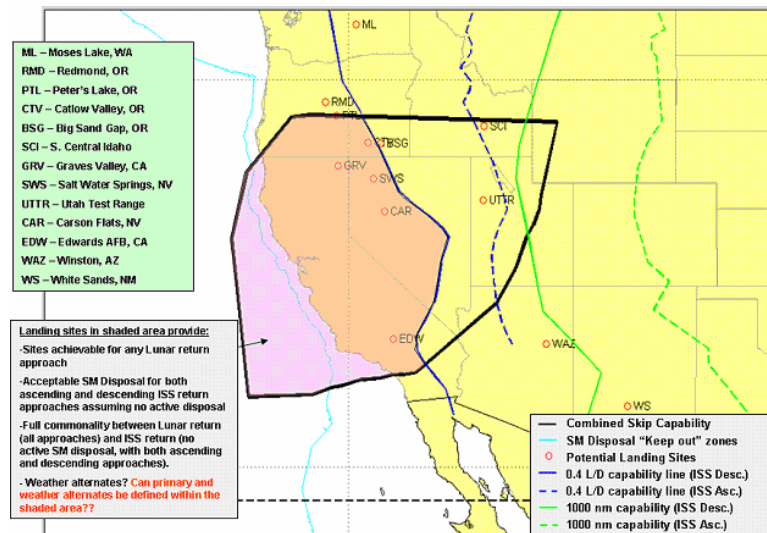 ML – Moses Lake, WA
RMD – Redmond, OR
PTL – Peter's Lake, OR
CTV – Catlow Valley, OR
BSG – Big Sand Gap, OR
SCI – S. Central Idaho
GRV – Graves Valley, CA
SWS – Salt Water Springs, NV
UTTR – Utah Test Range
CAR – Carson Flats, NV
EDW – Edwards AFB, CA
WAZ – Winston, AZ
WS – White Sands, NM
Landing sites in shaded area provide:
-Sites achievable for any Lunar return
approach
-Acceptable SM Disposal for both
ascending and descending ISS return
approaches assuming no active disposal
-Full commonality between Lunar return
(all approaches) and ISS return (no
active SM disposal, with both ascending
and descending approaches).
- Weather alternates? Can primary and
weather alternates be defined within the
shaded area??
ML
RMD
PTL
BSG
SCI
GRV
SWS
UTTR
CAR
EDW
WAZ
WS
Combined Skip Capability
SM Disposal "Keep out" zones
Potential Landing Sites
0.4 L/D capability line (ISS Desc.)
0.4 L/D capability line (ISS Asc.)
1000 nm capability (ISS Desc.)
1000 nm capability (ISS Asc.)